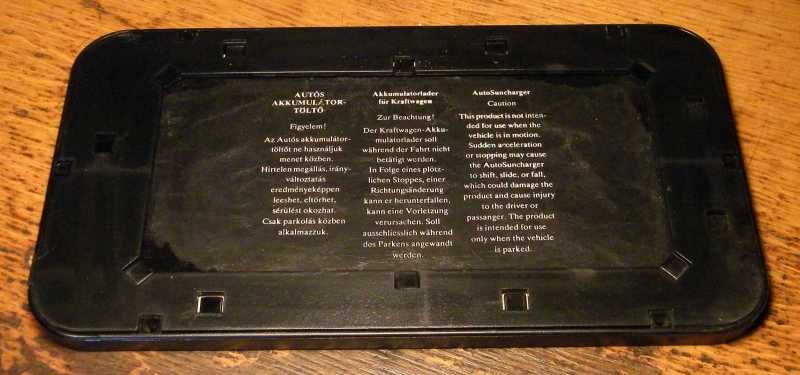 AUTÓS
AKKUMULÁTOR-
TÖLTŐ
Figyelem!
Az Autós akkumulátor-
töltőt ne használjuk
menet közben.
Hirtelen megállás, irány-
változtatás
eredményeképpen
leeshet, eltörhet,
sérülést okozhat.
Csak parkolás közben
alkalmazzuk.
Akkumulatorlader
für Kraftwagen
Zur Beachtung!
Der Kraftwagen-Akku-
mulatorlader soll
während der Fahrt nicht
betätigt werden.
In Folge eines plötz-
lichen Stoppes, einer
Richtungsänderung
kann er herunterfallen,
kann eine Vorletzung
verursachen. Soll
ausschliesslich während
dos Parkens angewandt
werden.
AutoSuncharger
Caution
This product is not inten-
ded for use when the
vehicle is in motion.
Sudden acceleration
or stopping may cause
the AutoSuncharger
to shift, slide, or fall,
which could damage the
product and cause injury
to the driver or
passanger. The product
is intended for use
only when the vehicle
is parked.